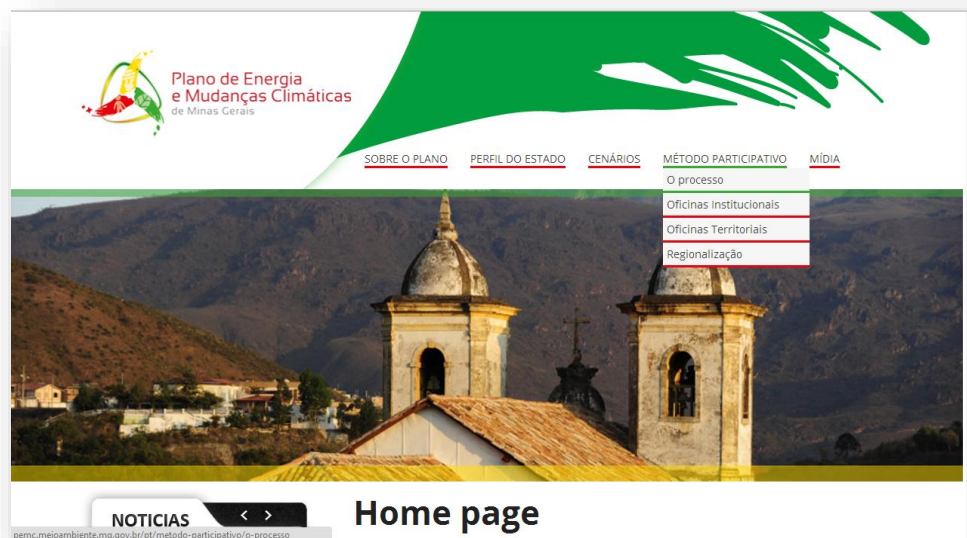 Plano de Energia
e Mudanças Climáticas
de Minas Gerais
SOBRE O PLANO PERFIL DO ESTADO CENÁRIOS MÉTODO PARTICIPATIVO MÍDIA
O processo
Oficinas Institucionais
Oficinas Territoriais
Regionalização
NOTICIAS
Home page
pemc.meioambiente.mg.gov.br/pt/metodo-participativo/o-processo